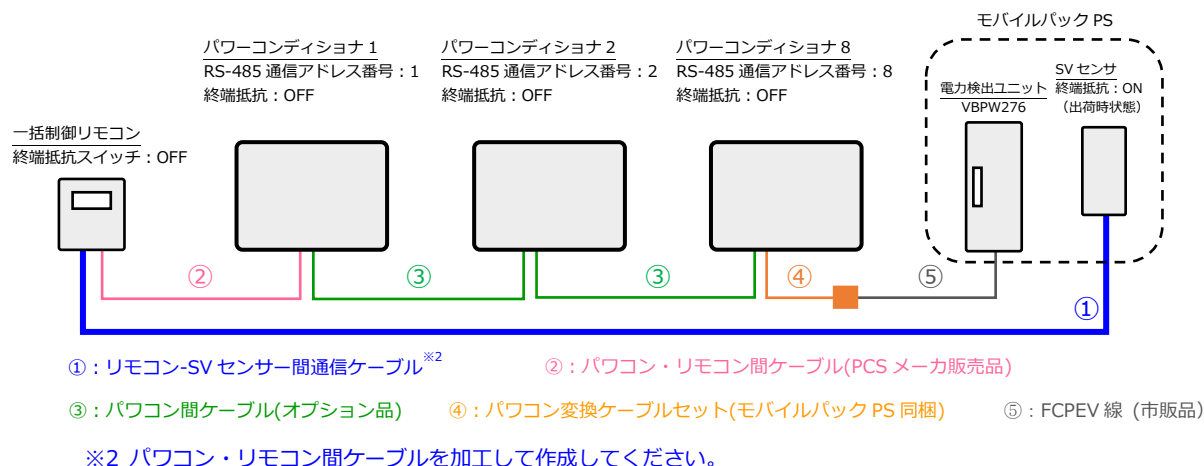 モバイルパック PS
パワーコンディショナ 1
RS-485 通信アドレス番号：1
終端抵抗：OFF
パワーコンディショナ 2
RS-485 通信アドレス番号：2
終端抵抗：OFF
パワーコンディショナ 8
RS-485 通信アドレス番号：8
終端抵抗：OFF
電力検出ユニット
VBPW276
SV センサ
終端抵抗：ON
（出荷時状態）
一括制御リモコン
終端抵抗スイッチ：OFF
②
③
③
④
⑤
①
①：リモコン-SV センサー間通信ケーブル※2
②：パワコン・リモコン間ケーブル(PCS メーカ販売品)
③：パワコン間ケーブル(オプション品)
④：パワコン変換ケーブルセット(モバイルパック PS 同梱)
⑤：FCPEV 線 (市販品)
※2 パワコン・リモコン間ケーブルを加工して作成してください。